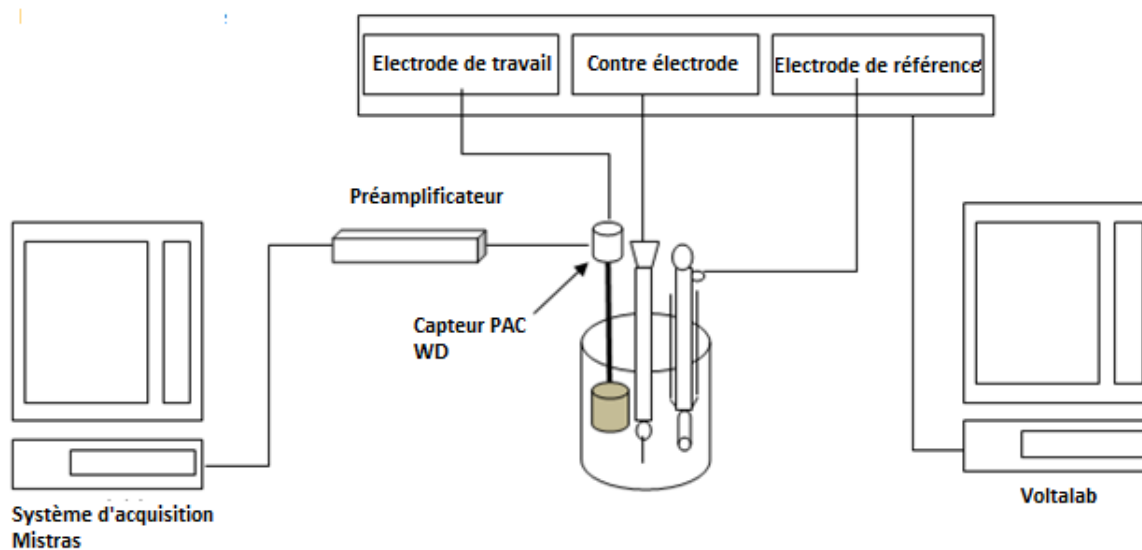 Electrode de travail
Contre électrode
Electrode de référence
Préamplificateur
Capteur PAC
WD
Système d'acquisition
Mistras
Voltalab